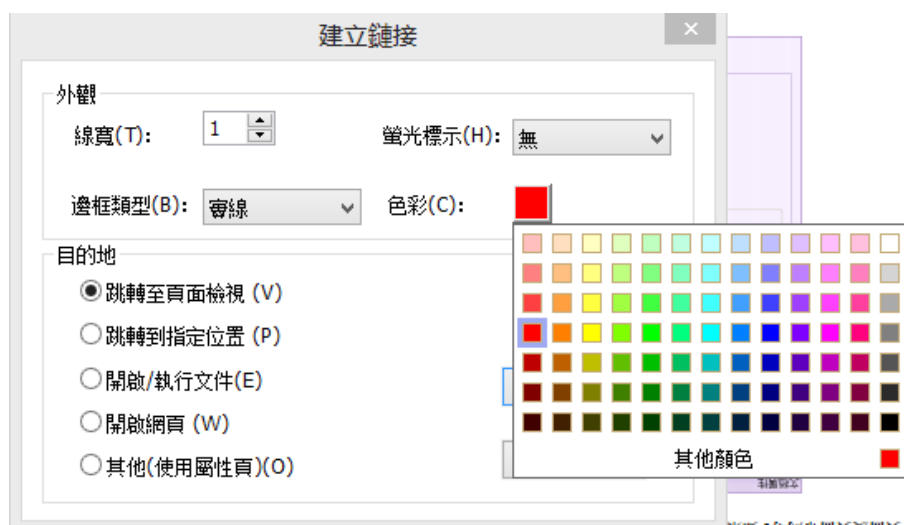 建立鏈接
外觀
線寬(T): 1 螢光標示(H): 無
邊框類型(B): 實線 色彩(C):
目的地
跳轉至頁面檢視 (V)
跳轉到指定位置 (P)
開啟/執行文件(E)
開啟網頁 (W)
其他(使用屬性頁)(O)
其他顏色